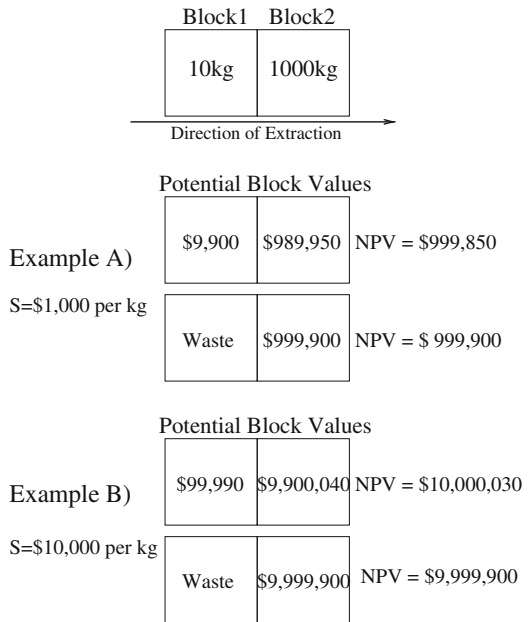 Block1 Block2
10kg 1000kg
Direction of Extraction
Potential Block Values
Example A)
S=$1,000 per kg
$9,900 $989,950 NPV = $999,850
Waste $999,900 NPV = $ 999,900
Potential Block Values
Example B)
S=$10,000 per kg
$99,990 $9,900,040 NPV = $10,000,030
Waste $9,999,900 NPV = $9,999,900